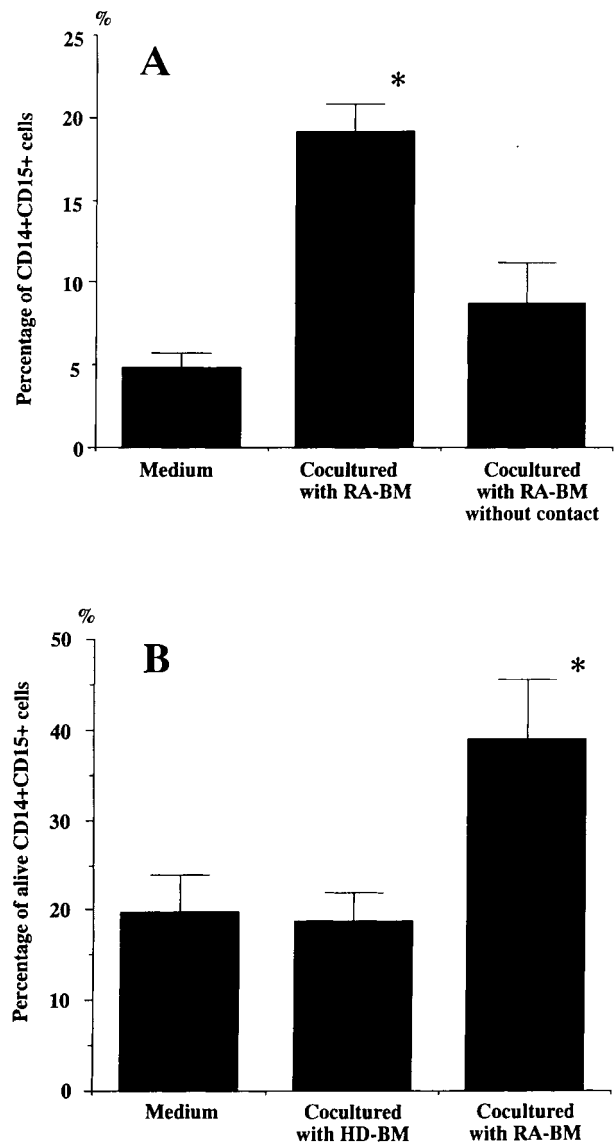 %
A
*
25
20
15
10
5
0
Percentage of CD14+CD15+ cells
Medium
Cocultured
with RA-BM
Cocultured
with RA-BM
without contact
%
B
*
50
40
30
20
10
0
Percentage of alive CD14+CD15+ cells
Medium
Cocultured
with HD-BM
Cocultured
with RA-BM